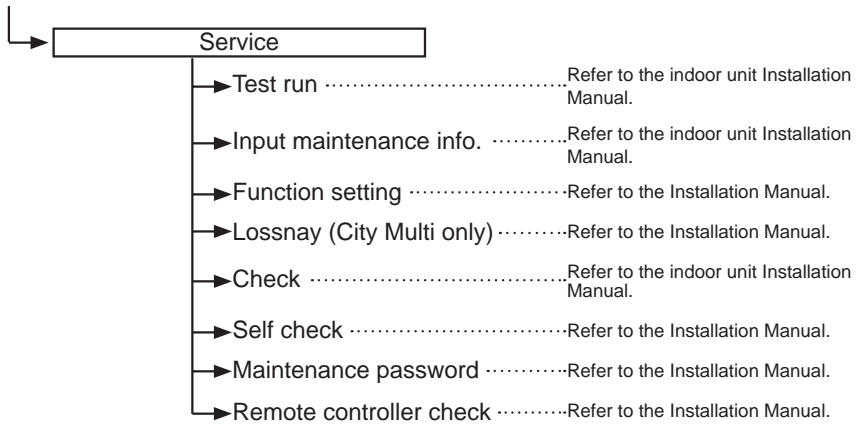 Service
Test run Refer to the indoor unit Installation
Manual.
Input maintenance info. Refer to the indoor unit Installation
Manual.
Function setting Refer to the Installation Manual.
Lossnay (City Multi only) Refer to the Installation Manual.
Check Refer to the indoor unit Installation
Manual.
Self check Refer to the Installation Manual.
Maintenance password Refer to the Installation Manual.
Remote controller check Refer to the Installation Manual.